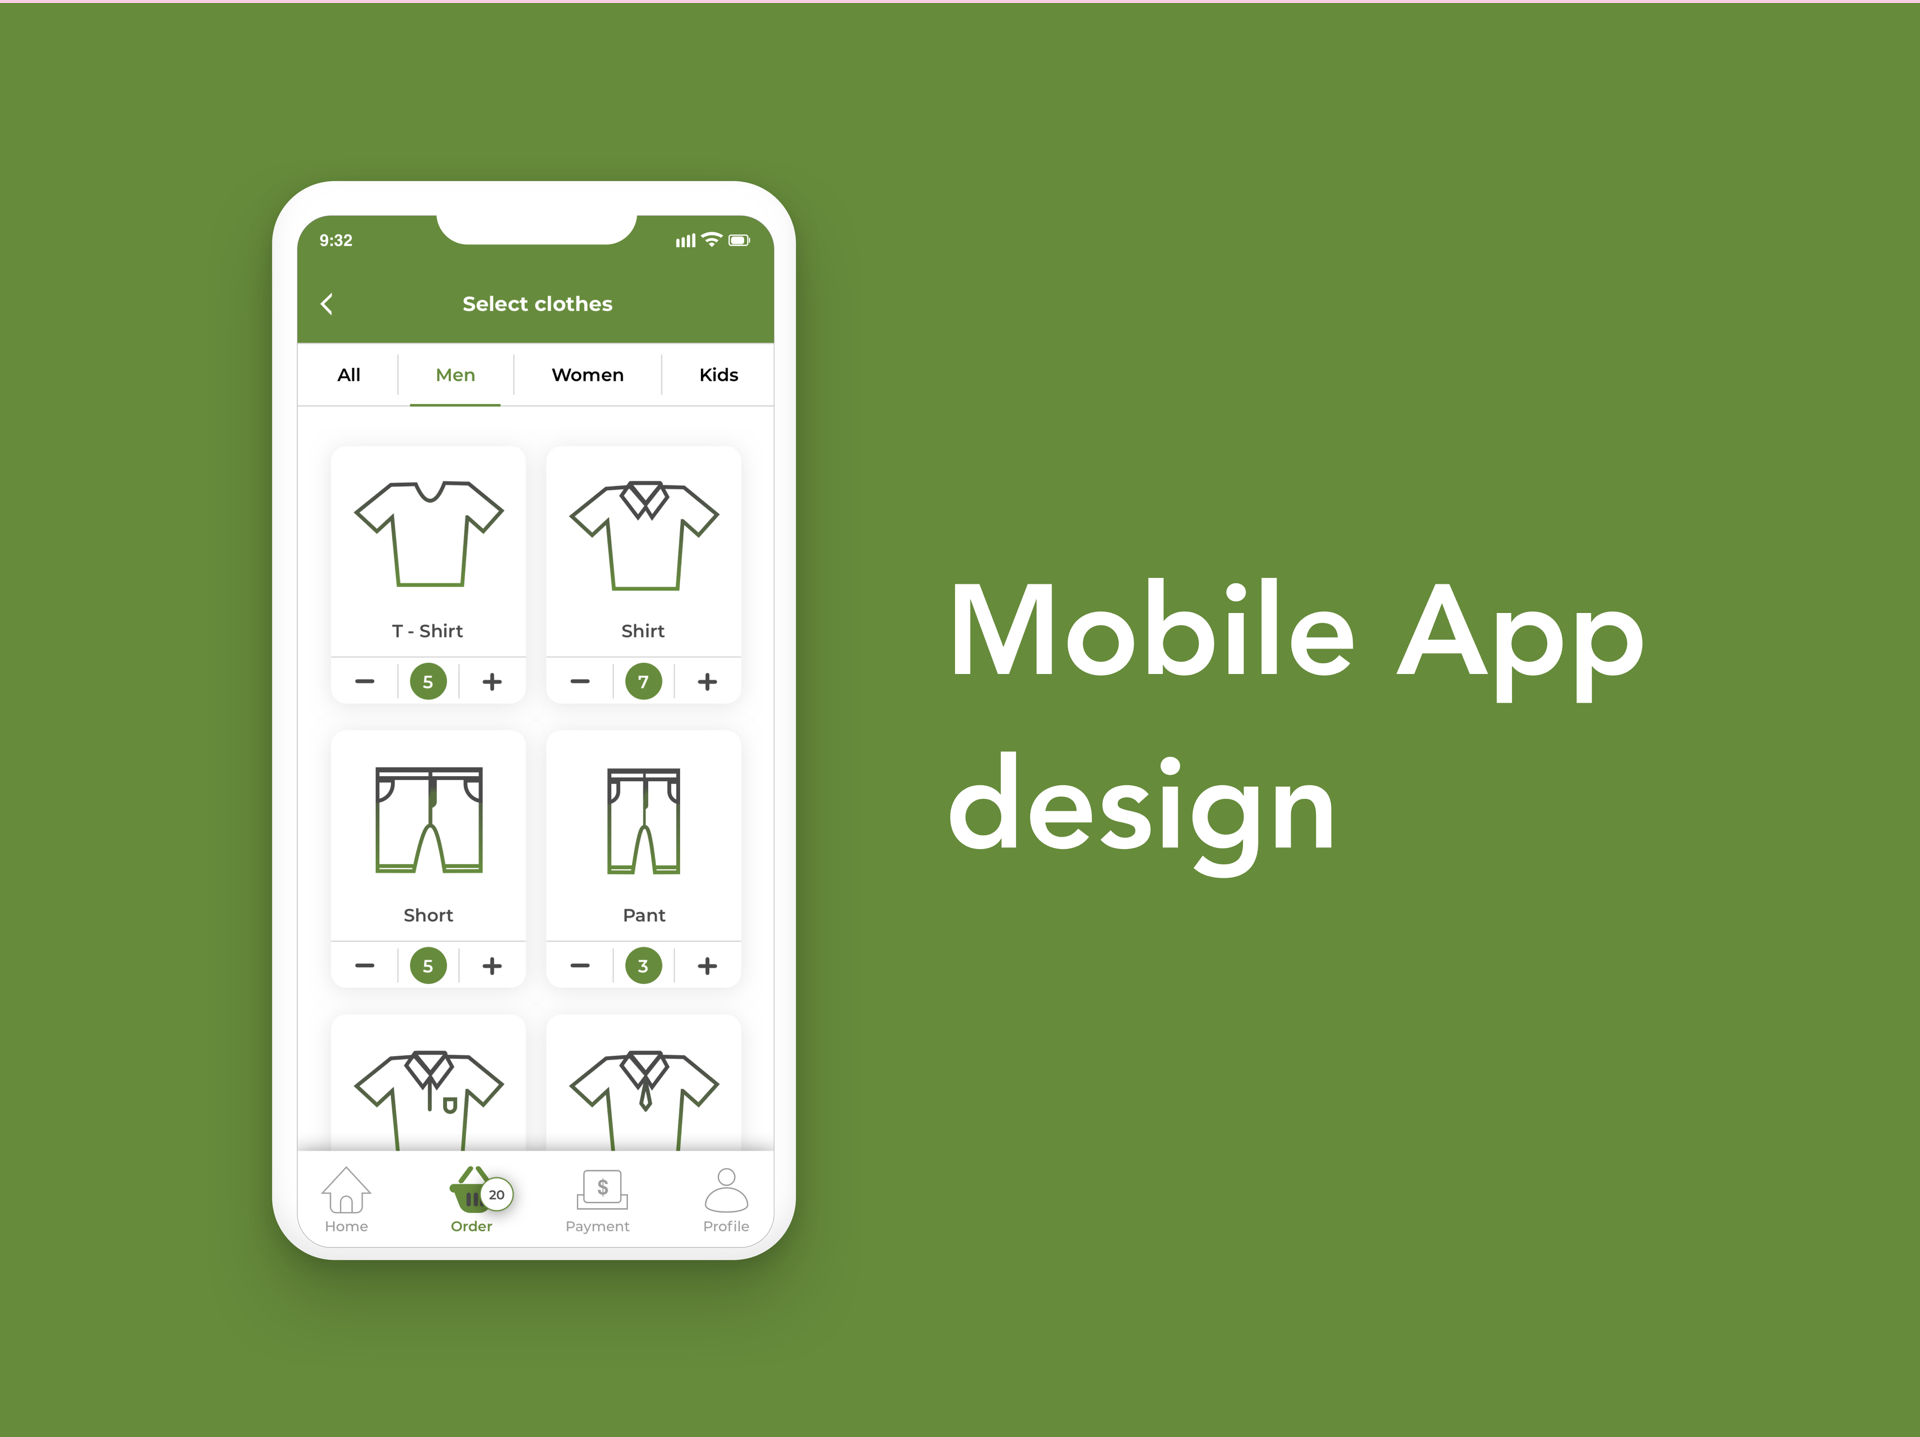 9:32
Select clothes
All Men Women Kids
T - Shirt Shirt
5 7
Short Pant
5 3
$
20
Home Order Payment Profile
Mobile App
design